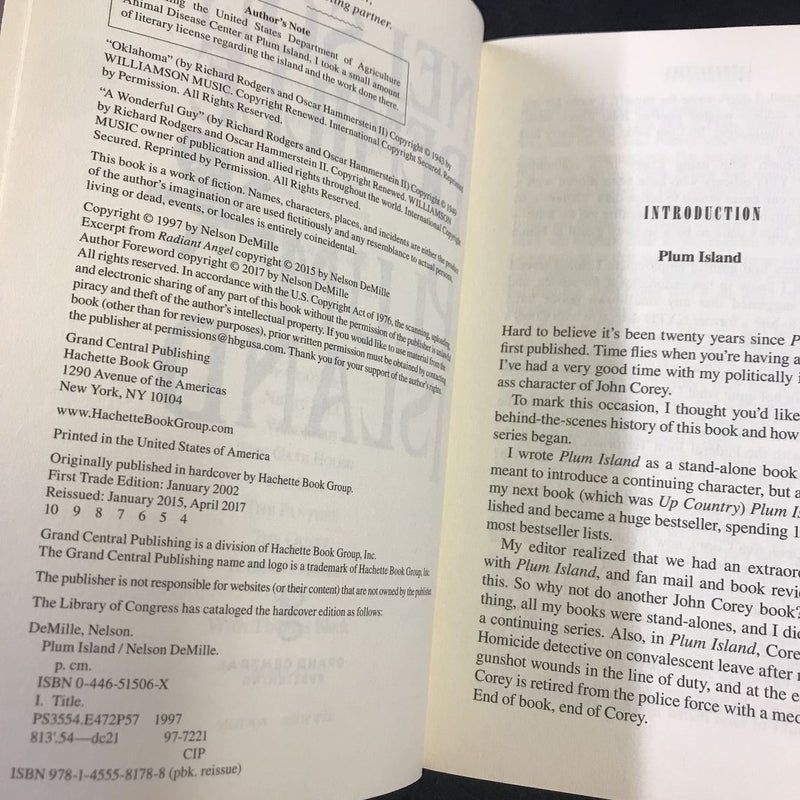 ing partner.
Author's Note
ing the United States Department of Agriculture
Animal Disease Center at Plum Island, I took a small amount
of literary license regarding the island and the work done there.
“Oklahoma” (by Richard Rodgers and Oscar Hammerstein II) Copyright © 1943 by
WILLIAMSON MUSIC. Copyright Renewed. International Copyright Secured. Reprinted
by Permission. All Rights Reserved.
“A Wonderful Guy” (by Richard Rodgers and Oscar Hammerstein II) Copyright © 1949
by Richard Rodgers and Oscar Hammerstein II. Copyright Renewed. WILLIAMSON
MUSIC owner of publication and allied rights throughout the world. International Copyright
Secured. Reprinted by Permission. All Rights Reserved.
This book is a work of fiction. Names, characters, places, and incidents are either the product
of the author's imagination or are used fictitiously and any resemblance to actual persons,
living or dead, events, or locales is entirely coincidental.
Copyright © 1997 by Nelson DeMille
Excerpt from Radiant Angel copyright © 2015 by Nelson DeMille
Author Foreword copyright © 2017 by Nelson DeMille
All rights reserved. In accordance with the U.S. Copyright Act of 1976, the scanning, uploading,
and electronic sharing of any part of this book without the permission of the publisher is unlawful
piracy and theft of the author's intellectual property. If you would like to use material from the
book (other than for review purposes), prior written permission must be obtained by contacting
the publisher at permissions@hbgusa.com. Thank you for your support of the author's rights.
Grand Central Publishing
Hachette Book Group
1290 Avenue of the Americas
New York, NY 10104
www.HachetteBookGroup.com
Printed in the United States of America
Originally published in hardcover by Hachette Book Group.
First Trade Edition: January 2002
Reissued: January 2015, April 2017
10 9 8 7 6 5 4
Grand Central Publishing is a division of Hachette Book Group, Inc.
The Grand Central Publishing name and logo is a trademark of Hachette Book Group, Inc.
The publisher is not responsible for websites (or their content) that are not owned by the publisher.
The Library of Congress has cataloged the hardcover edition as follows:
DeMille, Nelson.
Plum Island / Nelson DeMille.
p. cm.
ISBN 0-446-51506-X
I. Title.
PS3554.E472P57 1997
813'.54—dc21 97-7221
CIP
ISBN 978-1-4555-8178-8 (pbk. reissue)
INTRODUCTION
Plum Island
Hard to believe it's been twenty years since P
first published. Time flies when you're having a
I've had a very good time with my politically i
ass character of John Corey.
To mark this occasion, I thought you'd like
behind-the-scenes history of this book and how
series began.
I wrote Plum Island as a stand-alone book
meant to introduce a continuing character, but a
my next book (which was Up Country) Plum Is
lished and became a huge bestseller, spending 1
most bestseller lists.
My editor realized that we had an extraor
with Plum Island, and fan mail and book revi
this. So why not do another John Corey book?
thing, all my books were stand-alones, and I did
a continuing series. Also, in Plum Island, Core
Homicide detective on convalescent leave after
gunshot wounds in the line of duty, and at the e
Corey is retired from the police force with a med
End of book, end of Corey.